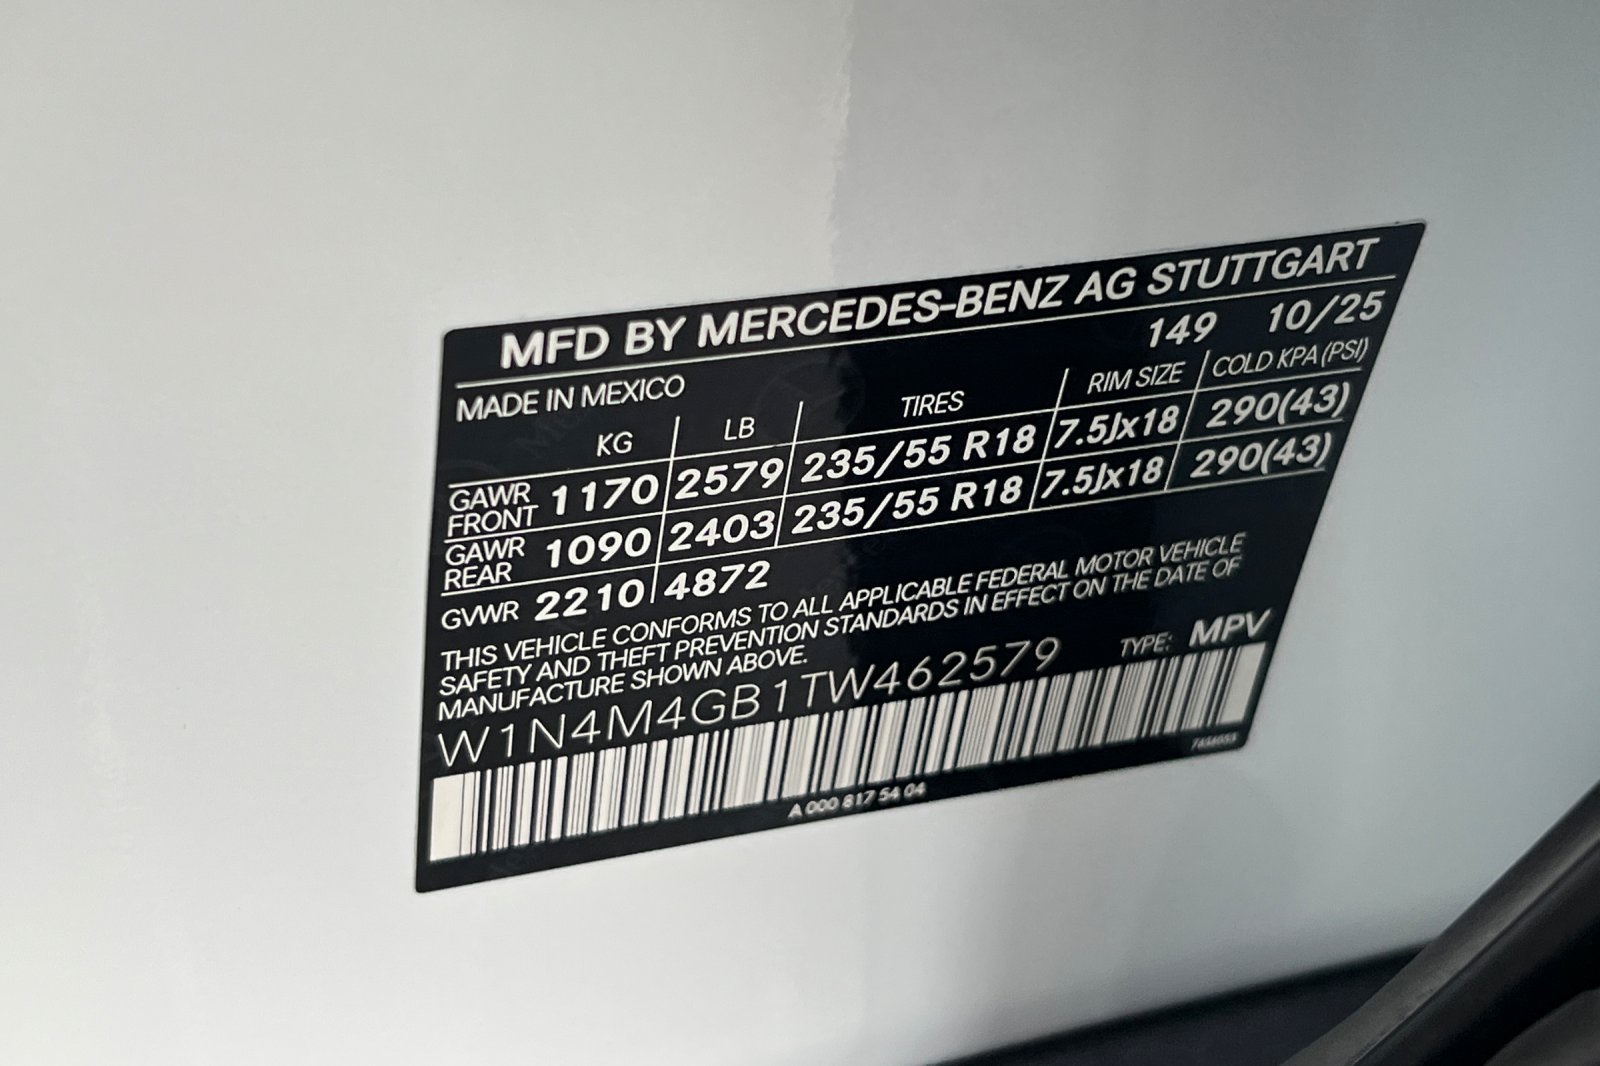 MFD BY MERCEDES-BENZ AG STUTTGART
MADE IN MEXICO 149 10/25
KG LB TIRES RIM SIZE COLD KPA (PSI)
GAWR FRONT 1170 2579 235/55 R18 7.5Jx18 290(43)
GAWR REAR 1090 2403 235/55 R18 7.5Jx18 290(43)
GVWR 2210 4872
THIS VEHICLE CONFORMS TO ALL APPLICABLE FEDERAL MOTOR VEHICLE
SAFETY AND THEFT PREVENTION STANDARDS IN EFFECT ON THE DATE OF
MANUFACTURE SHOWN ABOVE.
W1N4M4GB1TW462579 TYPE: MPV
A 000 817 54 04